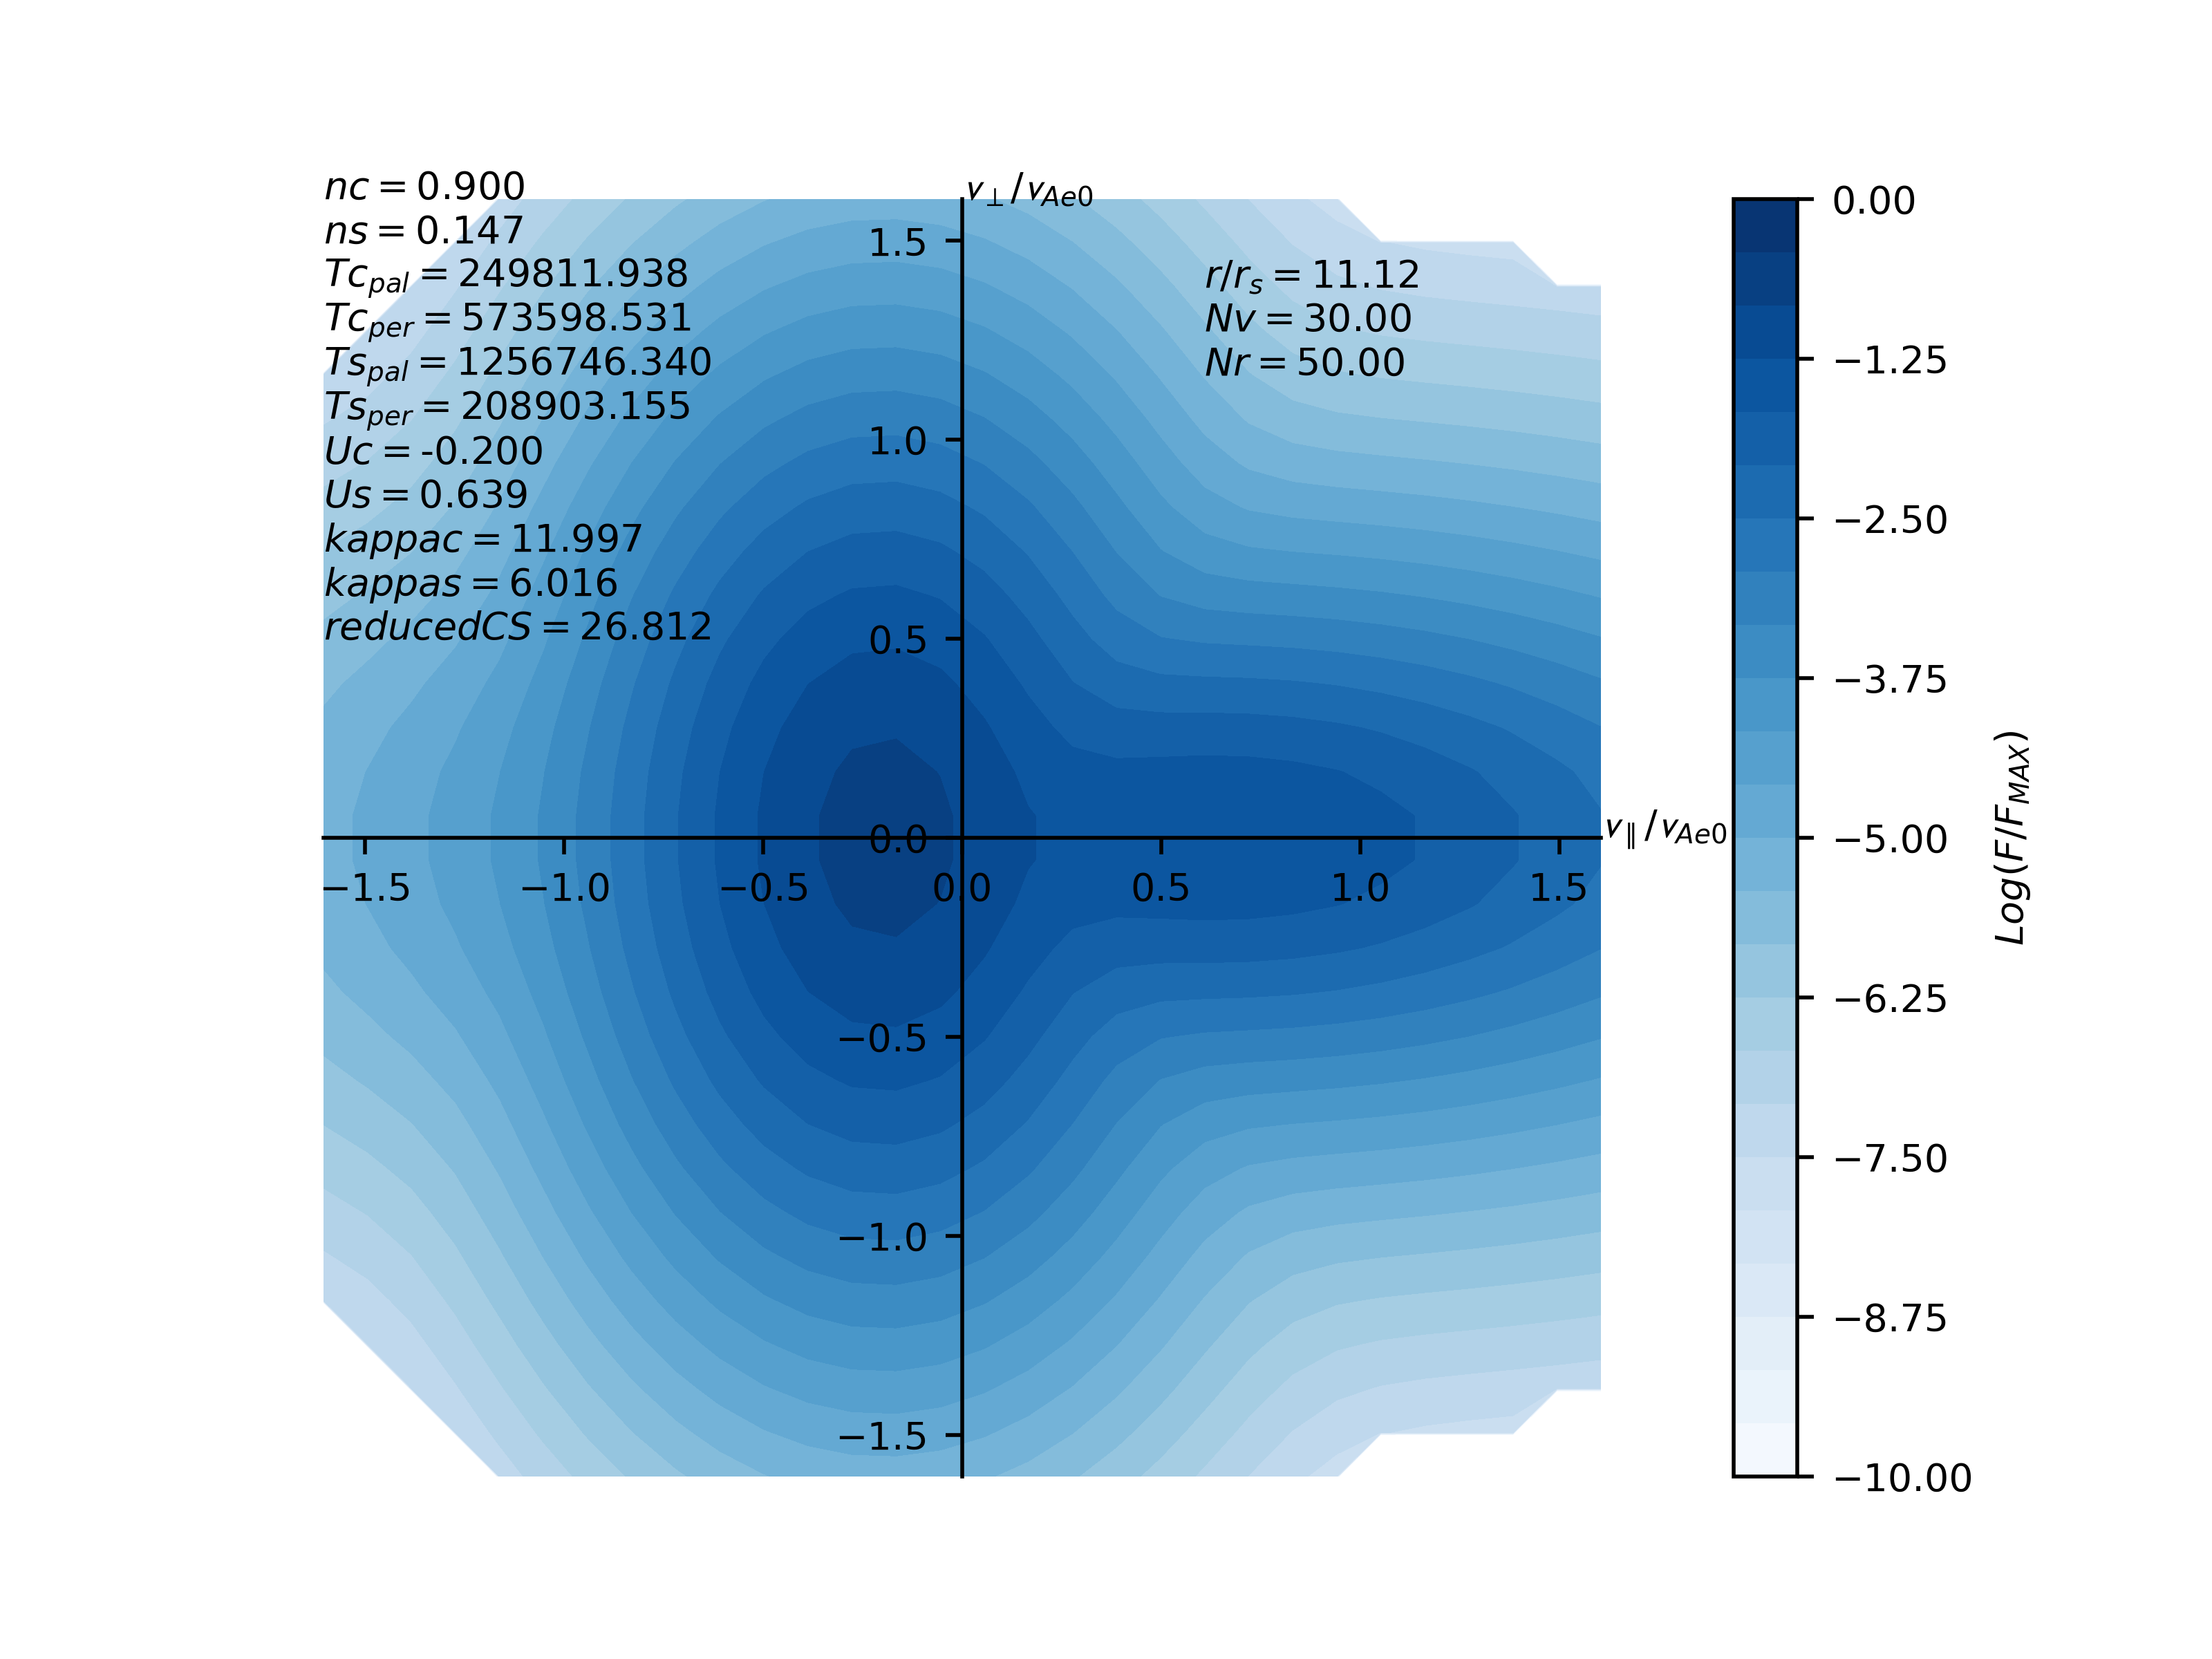 nc = 0.900
ns = 0.147
Tc_pal = 249811.938
Tc_per = 573598.531
Ts_pal = 1256746.340
Ts_per = 208903.155
Uc = -0.200
Us = 0.639
kappac = 11.997
kappas = 6.016
reducedCS = 26.812
v⊥/v_Ae0
r/r_s = 11.12
Nv = 30.00
Nr = 50.00
1.5
1.0
0.5
0.0
−0.5
−1.0
−1.5
−1.5 −1.0 −0.5 0.0 0.5 1.0 1.5
v∥/v_Ae0
0.00
−1.25
−2.50
−3.75
−5.00
−6.25
−7.50
−8.75
−10.00
Log(F/F_MAX)